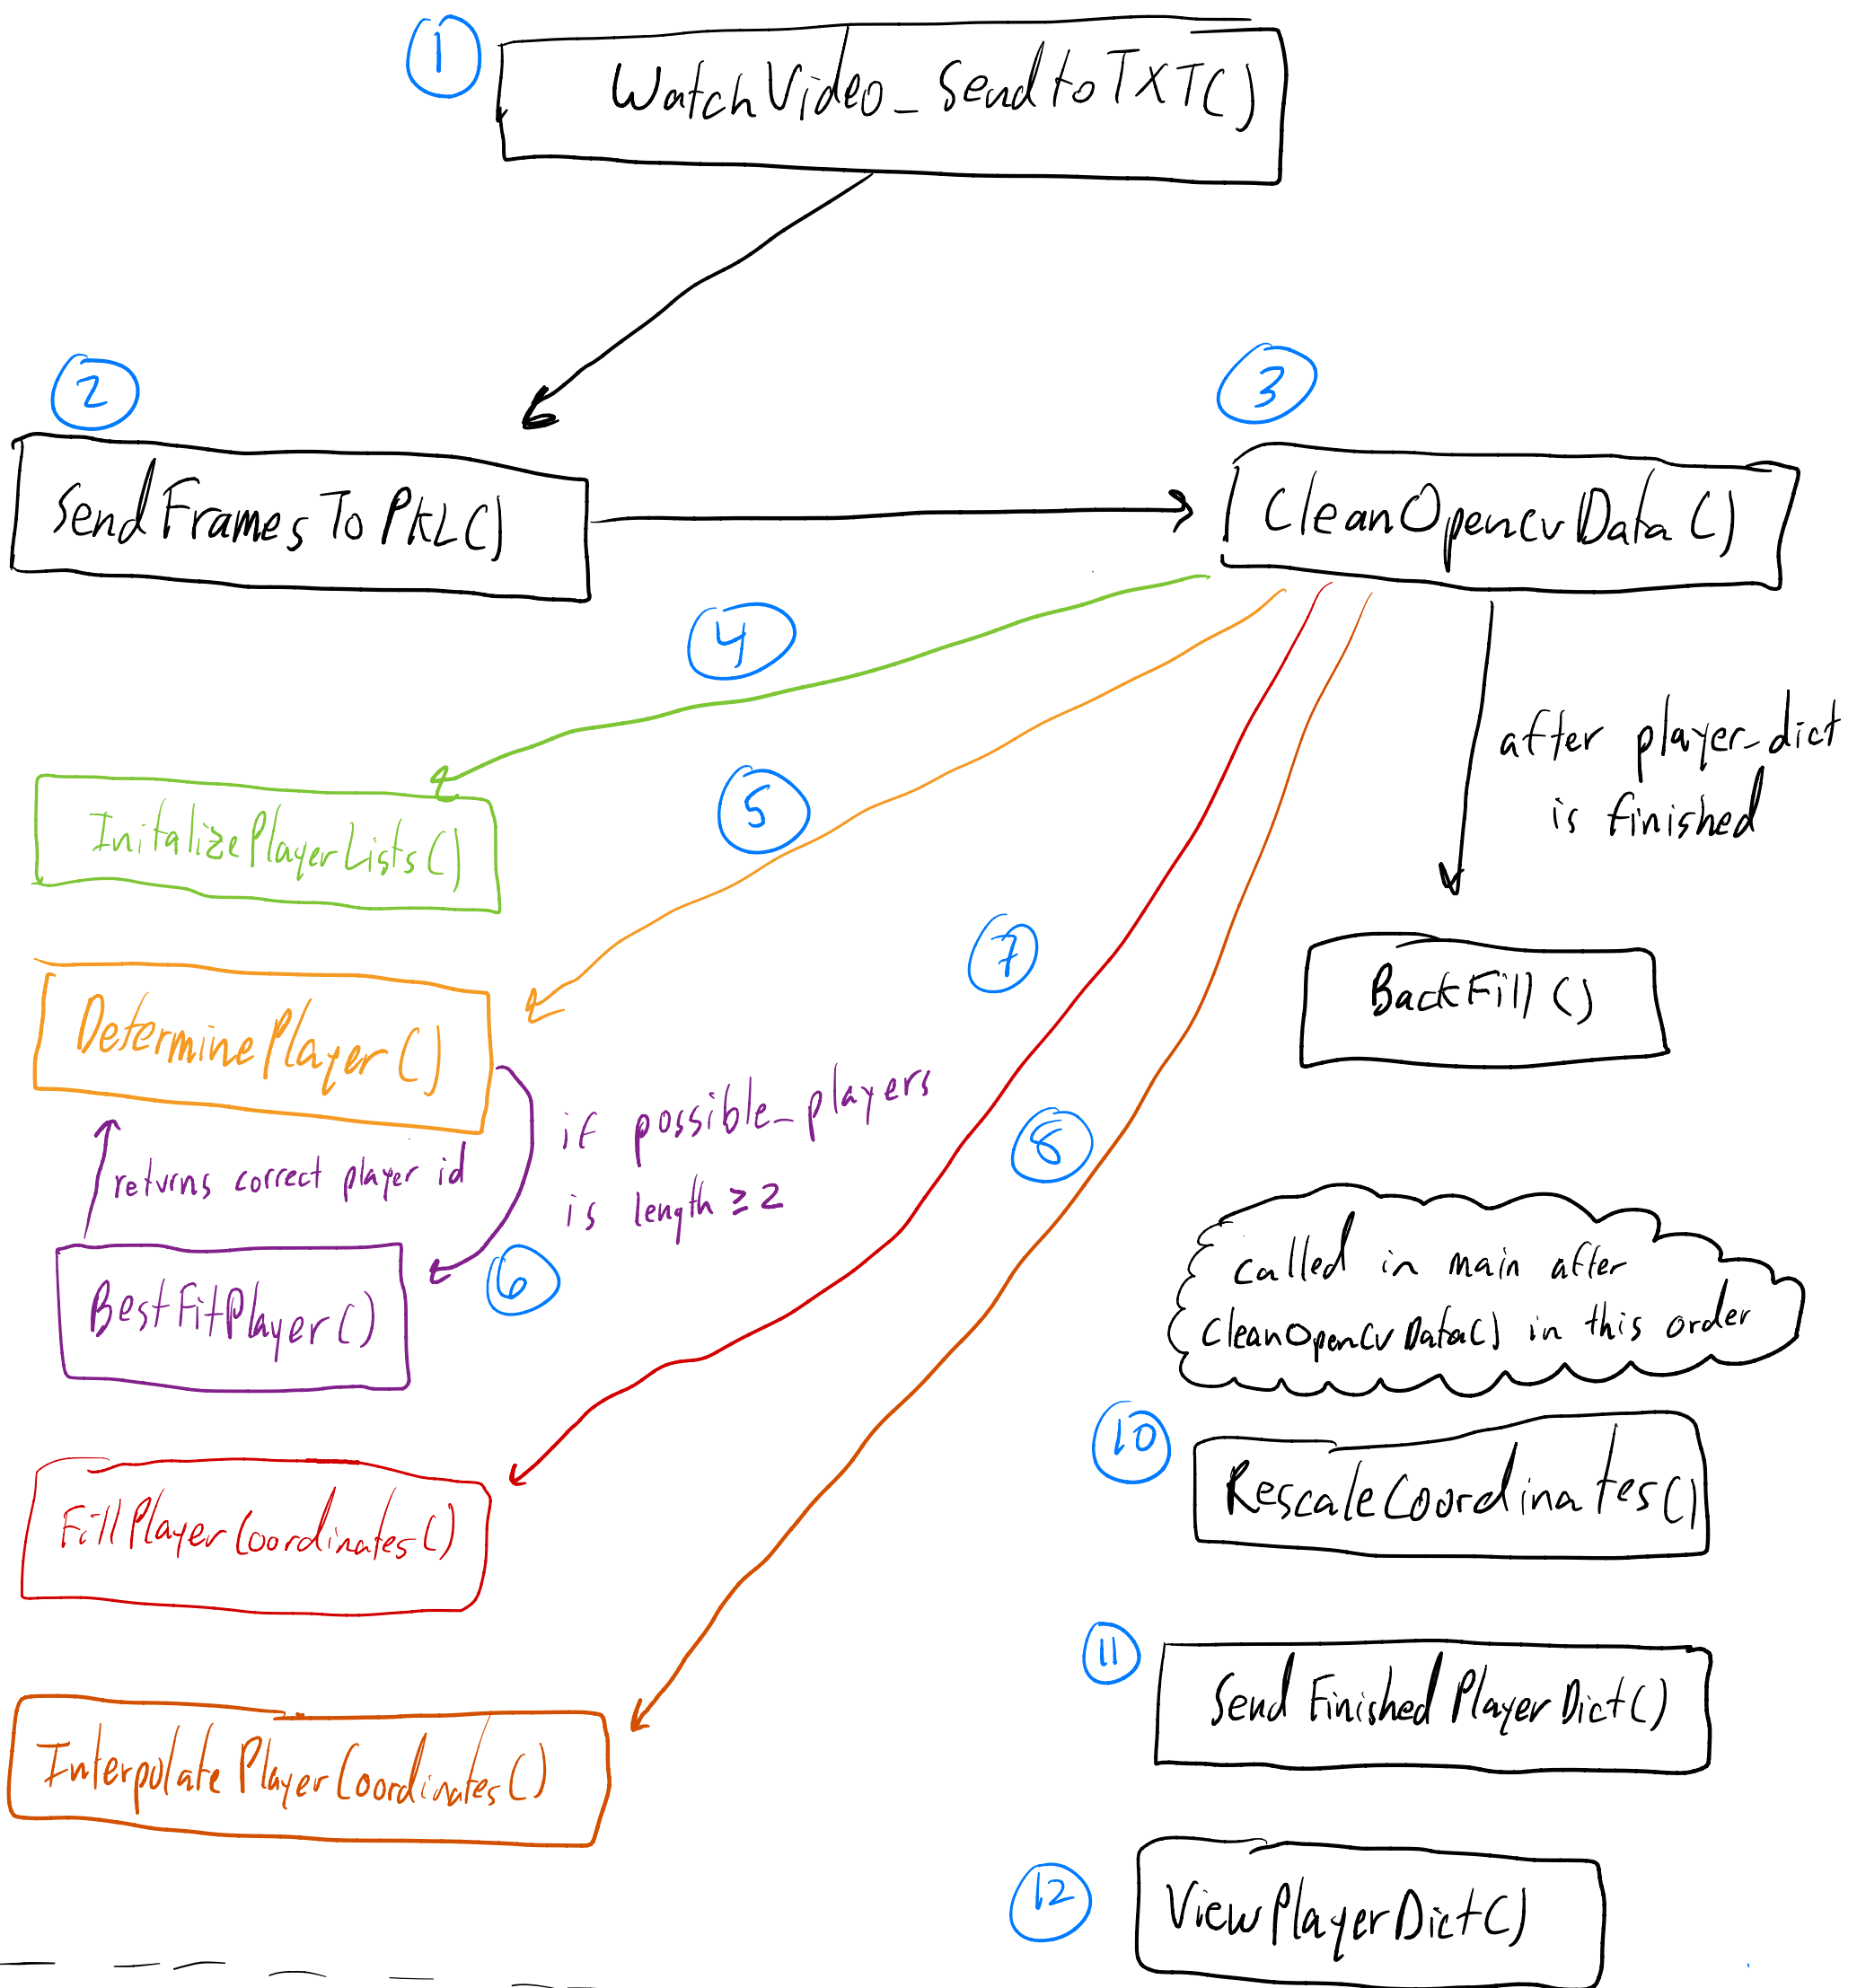 1
WatchVideo_SendtoTXT()
2
3
SendFramesToPKL()
CleanOpencvData()
4
after player_dict
is finished
5
InitalizePlayerLists()
7
BackFill()
DeterminePlayer()
if possible_players
is length ≥ 2
8
returns correct player id
6
BestFitPlayer()
called in main after
CleanOpenCvData() in this order
10
RescaleCoordinates()
FillPlayerCoordinates()
11
SendFinishedPlayerDict()
InterpolatePlayerCoordinates()
12
ViewPlayerDict()